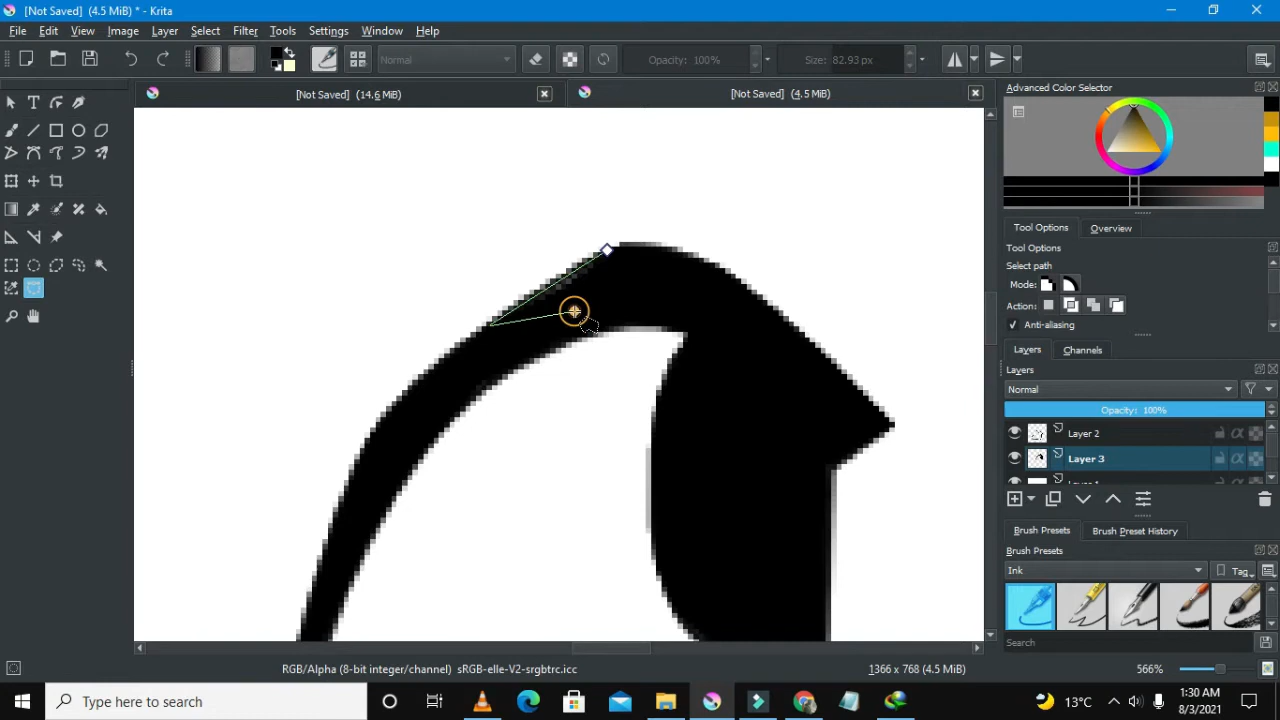 [Not Saved] (4.5 MiB) * - Krita
File Edit View Image Layer Select Filter Tools Settings Window Help
Normal Opacity: 100% Size: 82.93 px
[Not Saved] (14.6 MiB) [Not Saved] (4.5 MiB)
Advanced Color Selector
Tool Options Overview
Tool Options
Select path
Mode:
Action:
Anti-aliasing
Layers Channels
Layers
Normal
Opacity: 100%
Layer 2
Layer 3
Brush Presets Brush Preset History
Brush Presets
Ink Tag
Search
RGB/Alpha (8-bit integer/channel) sRGB-elle-V2-srgbtrc.icc 1366 x 768 (4.5 MiB) 566%
Type here to search 13°C 1:30 AM
8/3/2021